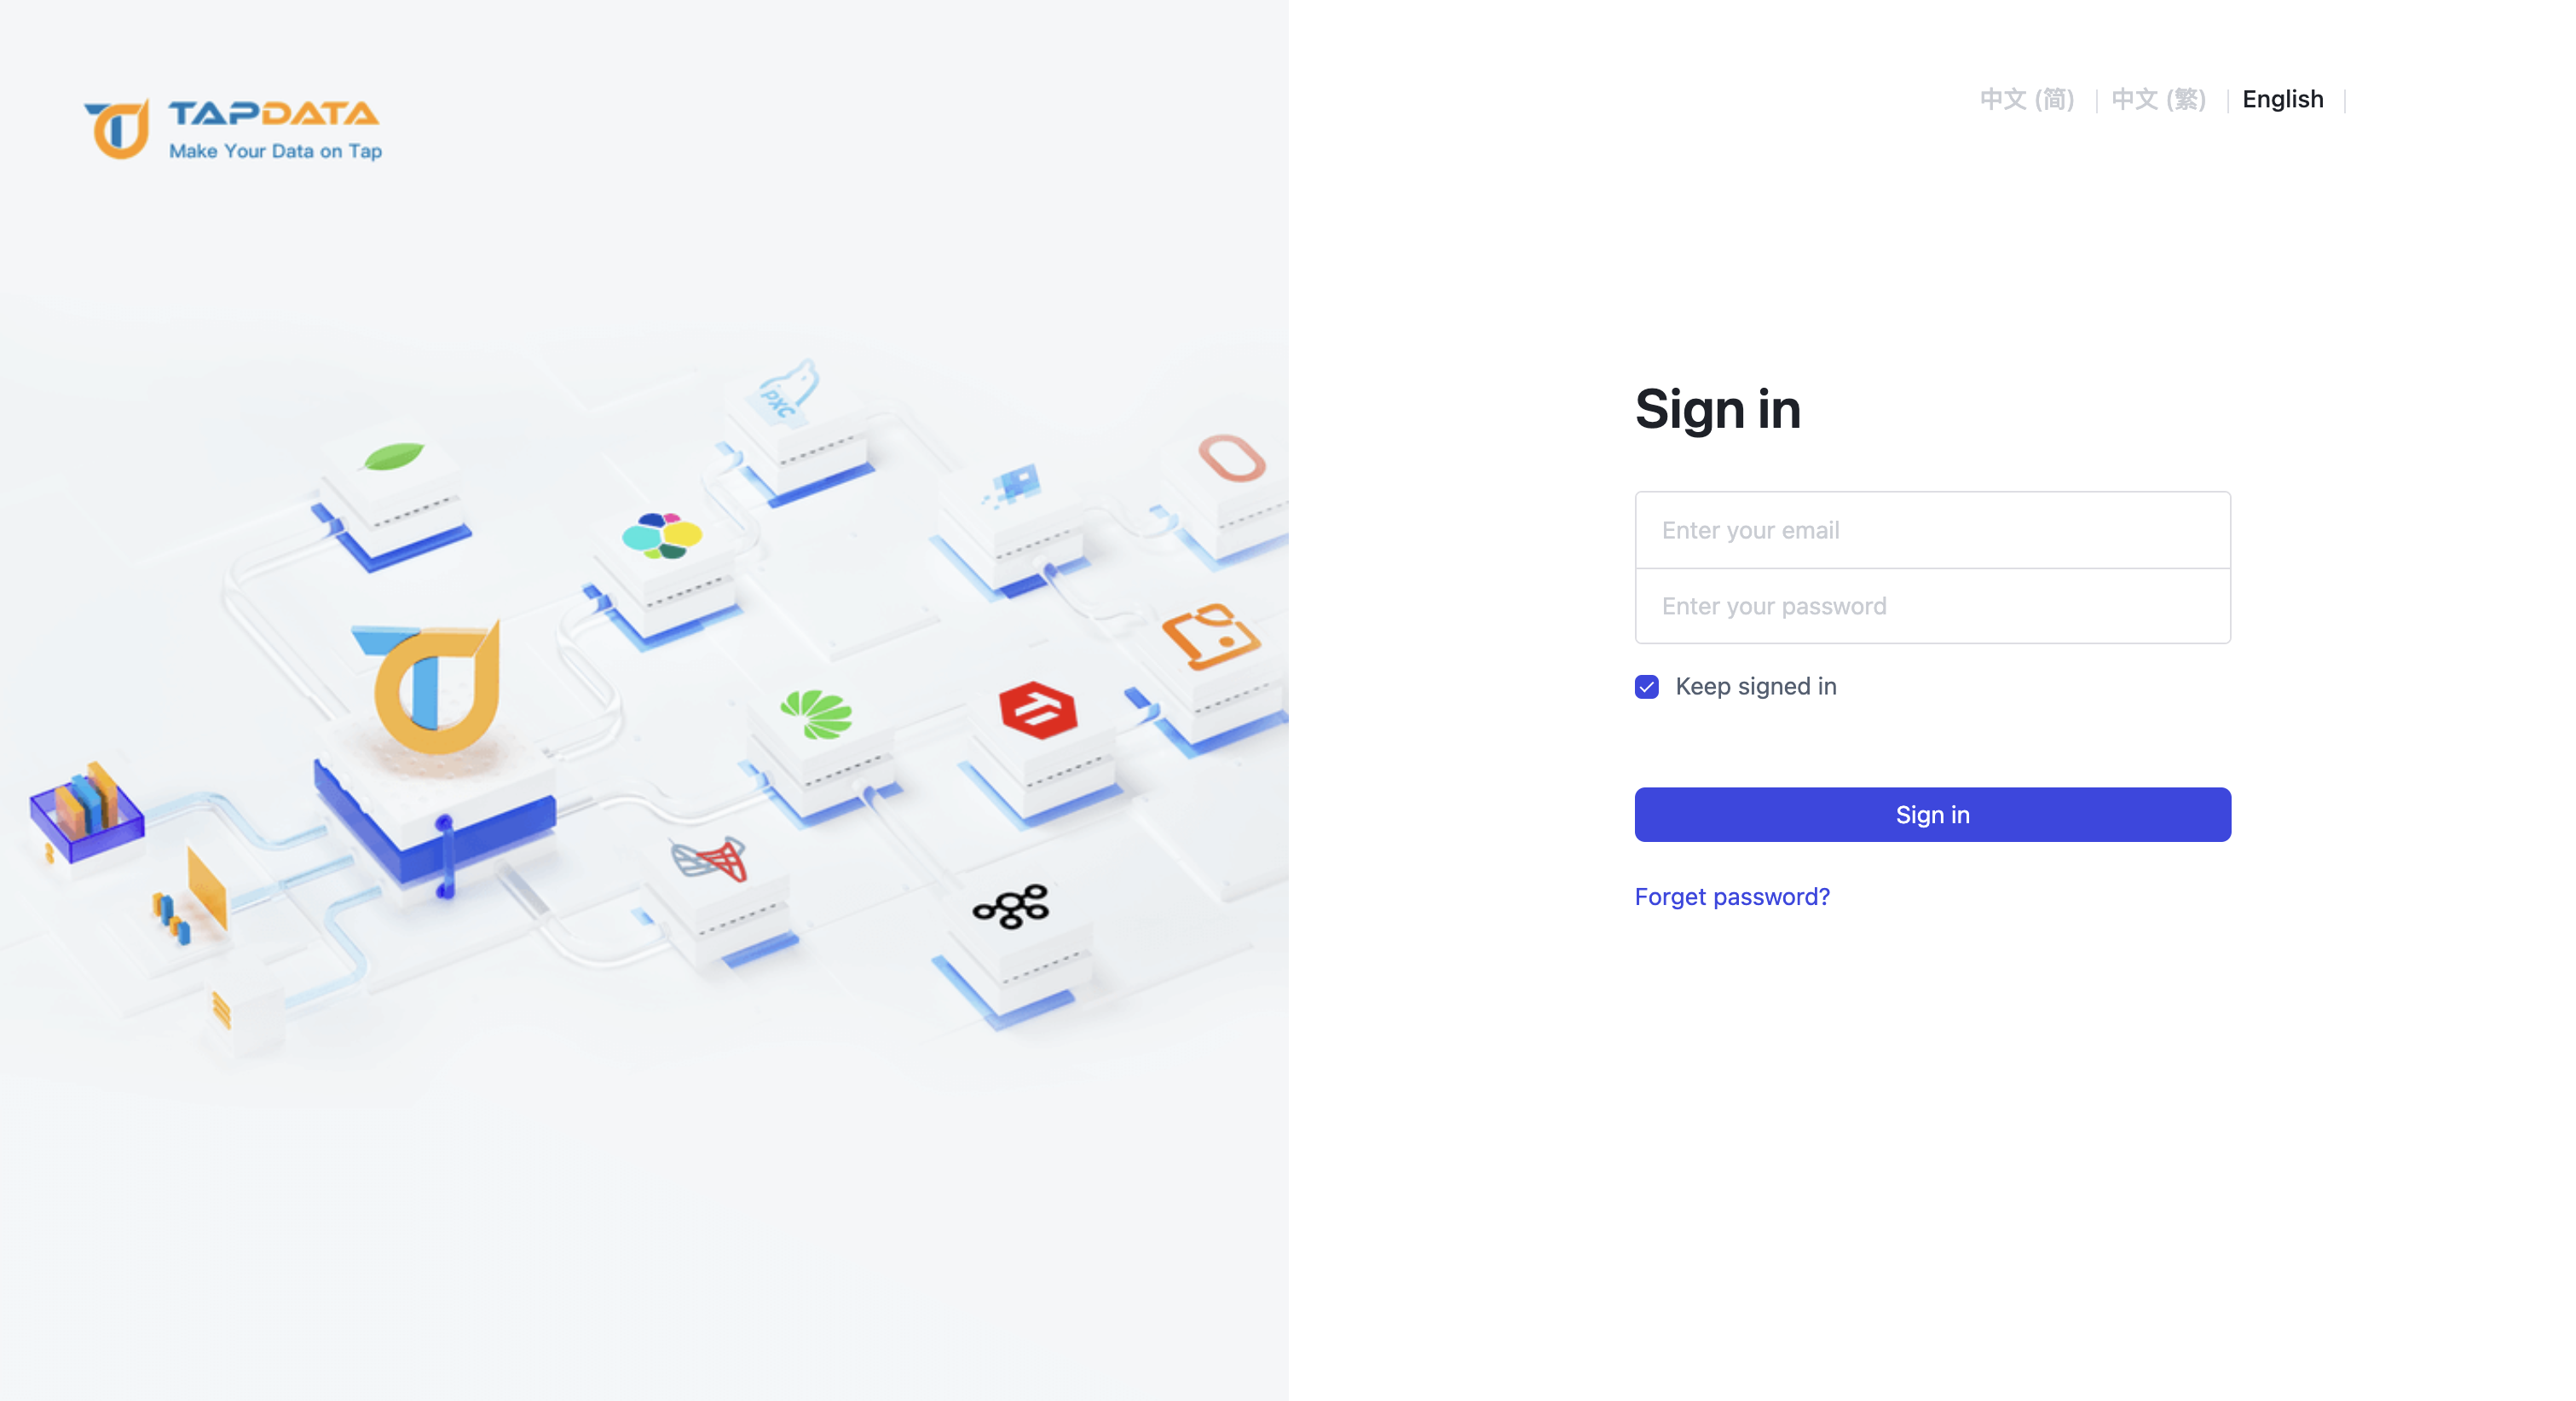 TAPDATA
Make Your Data on Tap
中文 (简) 中文 (繁) English
pxc
Sign in
Enter your email
Enter your password
Keep signed in
Sign in
Forget password?